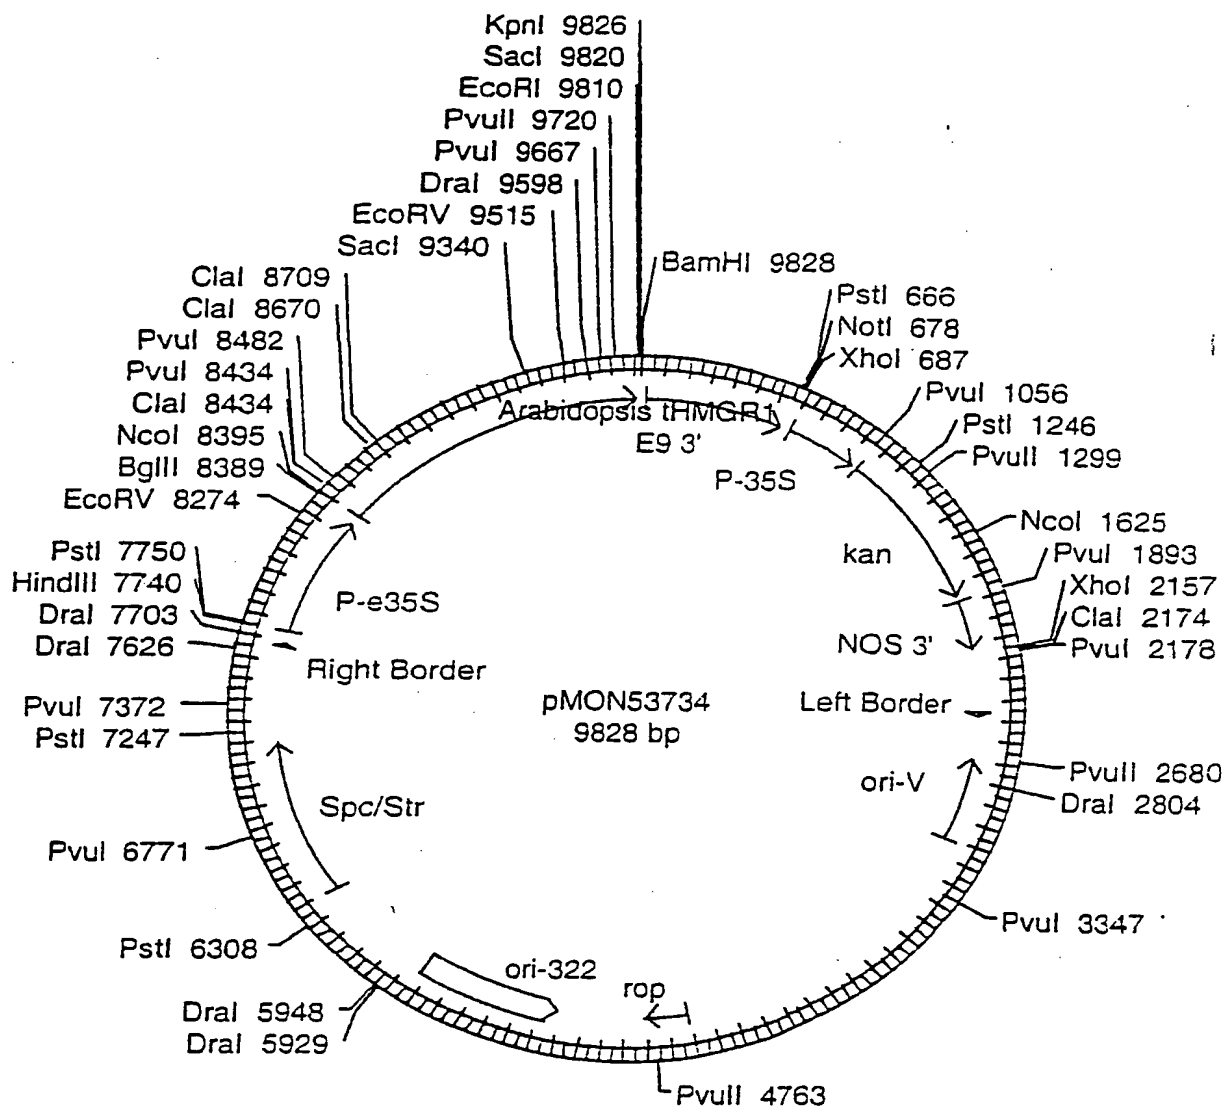 KpnI 9826
SacI 9820
EcoRI 9810
PvuII 9720
PvuI 9667
DraI 9598
EcoRV 9515
SacI 9340
ClaI 8709
ClaI 8670
PvuI 8482
PvuI 8434
ClaI 8434
NcoI 8395
BglII 8389
EcoRV 8274
PstI 7750
HindIII 7740
DraI 7703
DraI 7626
PvuI 7372
PstI 7247
PvuI 6771
PstI 6308
DraI 5948
DraI 5929
BamHI 9828
PstI 666
NotI 678
XhoI 687
PvuI 1056
PstI 1246
PvuII 1299
NcoI 1625
PvuI 1893
XhoI 2157
ClaI 2174
PvuI 2178
PvuII 2680
DraI 2804
PvuI 3347
PvuII 4763
Arabidopsis tHMGR1
E9 3'
P-35S
kan
NOS 3'
Left Border
ori-V
rop
ori-322
Spc/Str
Right Border
P-e35S
pMON53734
9828 bp